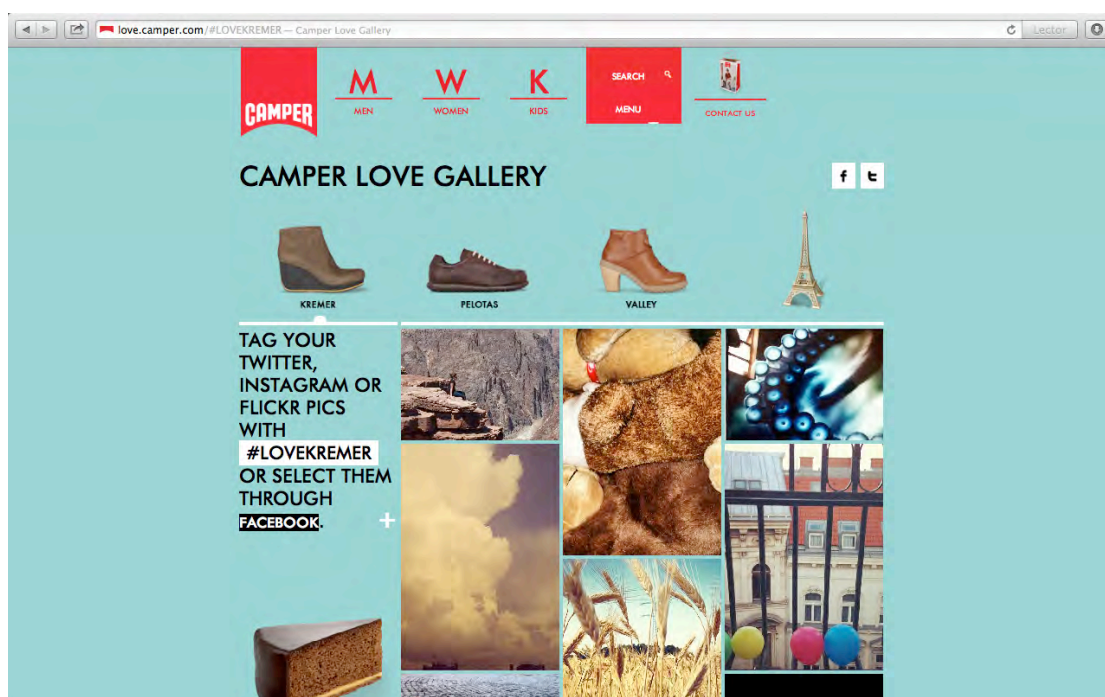 love.camper.com/#LOVEKREMER — Camper Love Gallery
Lector
CAMPER
M
MEN
W
WOMEN
K
KIDS
SEARCH
MENU
CONTACT US
CAMPER LOVE GALLERY
f
t
KREMER
PELOTAS
VALLEY
TAG YOUR
TWITTER,
INSTAGRAM OR
FLICKR PICS
WITH
#LOVEKREMER
OR SELECT THEM
THROUGH
FACEBOOK.
+